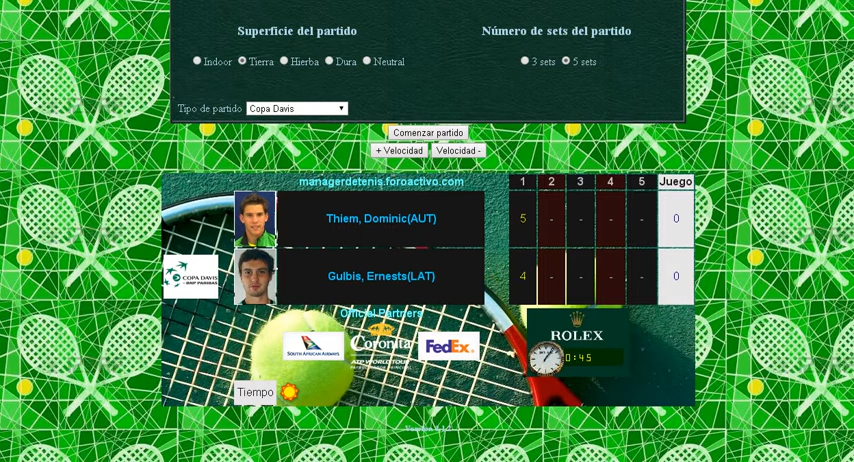 Superficie del partido
Número de sets del partido
Indoor Tierra Hierba Dura Neutral
3 sets 5 sets
Tipo de partido Copa Davis
Comenzar partido
+ Velocidad Velocidad -
managerdetenis.foroactivo.com 1 2 3 4 5 Juego
Thiem, Dominic(AUT) 5 - - - - 0
Gulbis, Ernests(LAT) 4 - - - - 0
COPA DAVIS
BNP PARIBAS
Official Partners
SOUTH AFRICAN AIRWAYS
Coronita
ATP WORLD TOUR
FedEx
ROLEX
0:45
Tiempo